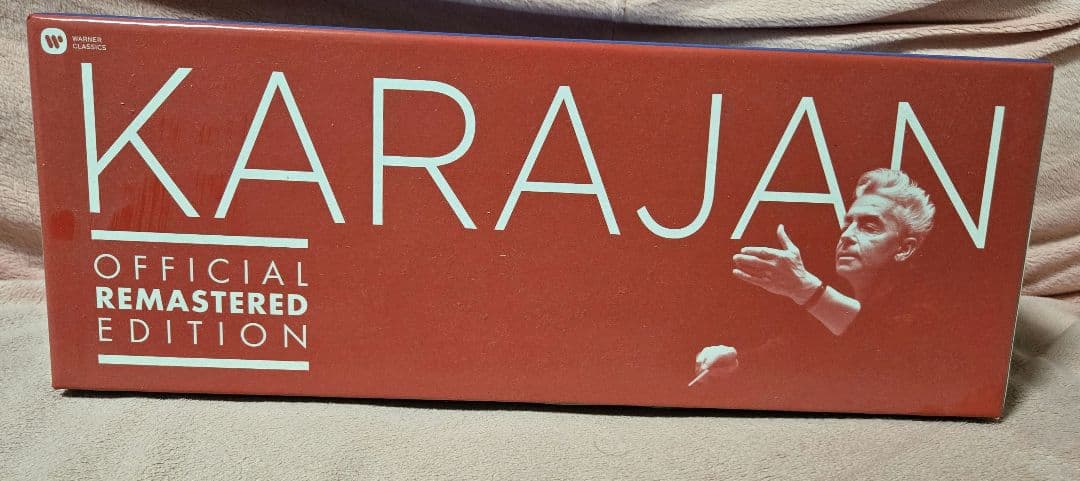 WARNER
CLASSICS
KARAJAN
OFFICIAL
REMASTERED
EDITION